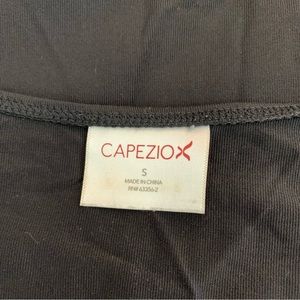 CAPEZIO
S
MADE IN CHINA
RN# 63356-2